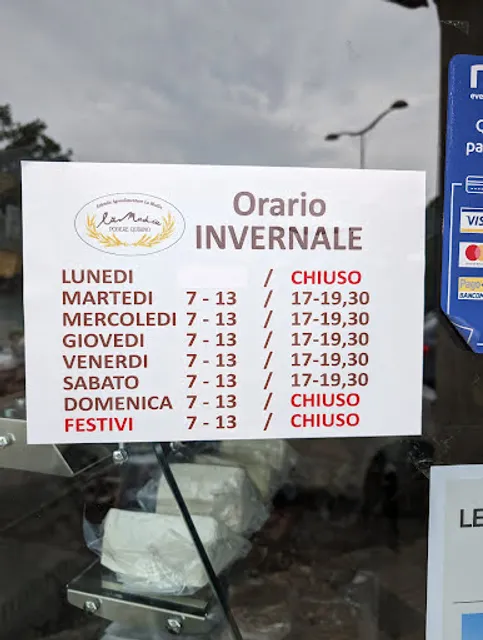 Orario
INVERNALE
La Madia
LUNEDI / CHIUSO
MARTEDI 7 - 13 / 17-19,30
MERCOLEDI 7 - 13 / 17-19,30
GIOVEDI 7 - 13 / 17-19,30
VENERDI 7 - 13 / 17-19,30
SABATO 7 - 13 / 17-19,30
DOMENICA 7 - 13 / CHIUSO
FESTIVI 7 - 13 / CHIUSO
VISA
LE